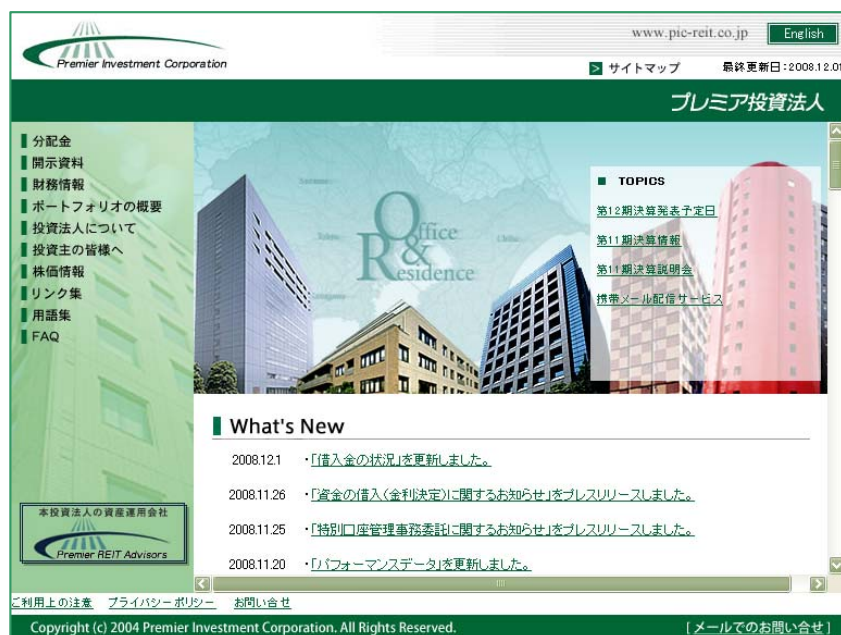 Premier Investment Corporation
www.pic-reit.co.jp English
サイトマップ 最終更新日:2008.12.01
プレミア投資法人
分配金
開示資料
財務情報
ポートフォリオの概要
投資法人について
投資主の皆様へ
株価情報
リンク集
用語集
FAQ
Office
&
Residence
TOPICS
第12期決算発表予定日
第11期決算情報
第11期決算説明会
携帯メール配信サービス
What's New
2008.12.1 ・「借入金の状況」を更新しました。
2008.11.26 ・「資金の借入(金利決定)に関するお知らせ」をプレスリリースしました。
2008.11.25 ・「特別口座管理事務委託に関するお知らせ」をプレスリリースしました。
2008.11.20 ・「パフォーマンスデータ」を更新しました。
本投資法人の資産運用会社
Premier REIT Advisors
ご利用上の注意 プライバシーポリシー お問い合せ
Copyright (c) 2004 Premier Investment Corporation. All Rights Reserved. [メールでのお問い合せ]